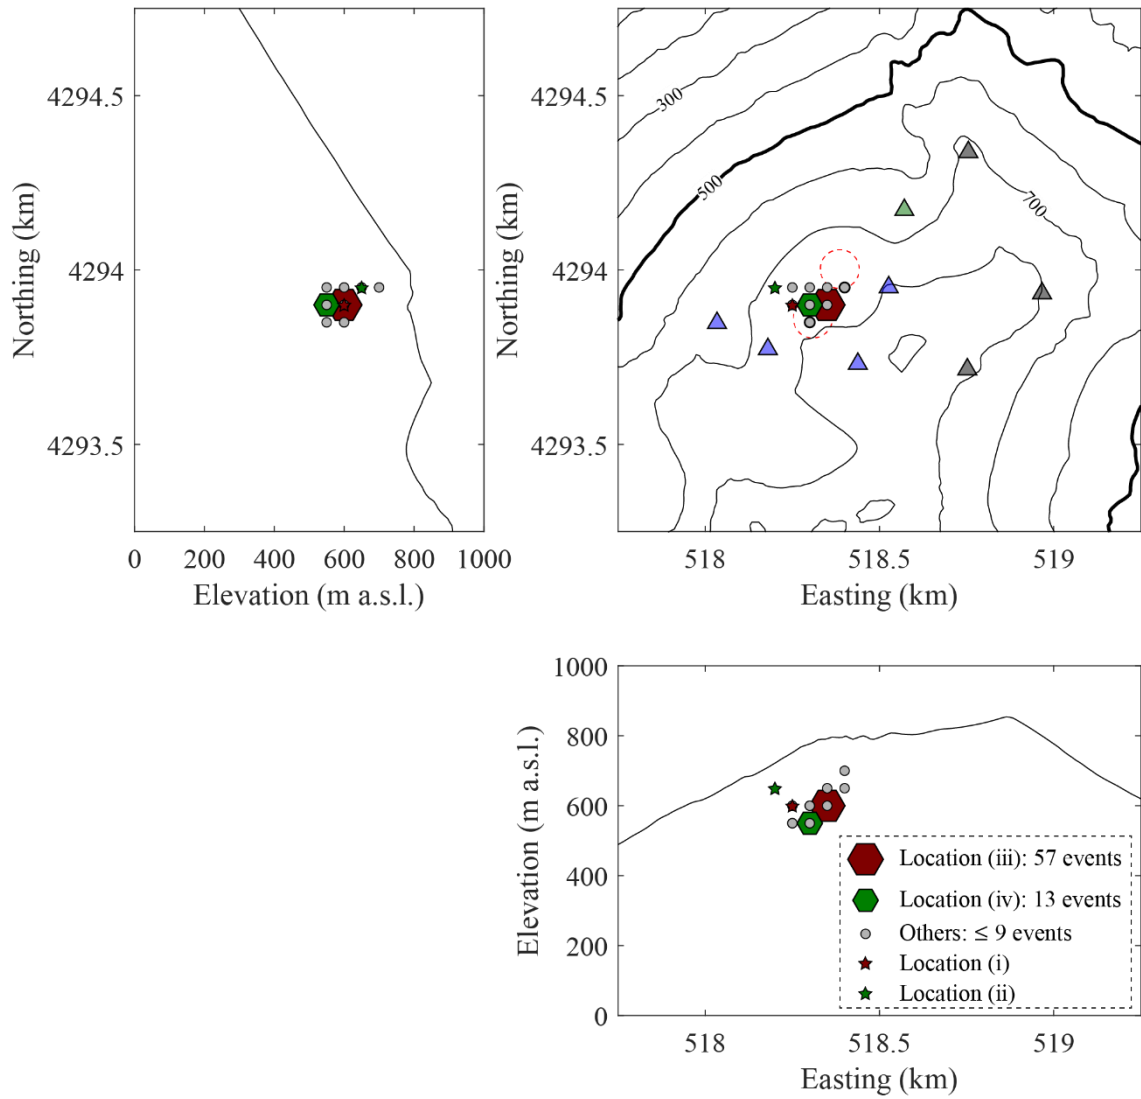 4294.5
4294
4293.5
Northing (km)
0 200 400 600 800 1000
Elevation (m a.s.l.)
4294.5
4294
4293.5
Northing (km)
300
500
700
518 518.5 519
Easting (km)
1000
800
600
400
200
0
Elevation (m a.s.l.)
Location (iii): 57 events
Location (iv): 13 events
Others: ≤ 9 events
Location (i)
Location (ii)
518 518.5 519
Easting (km)